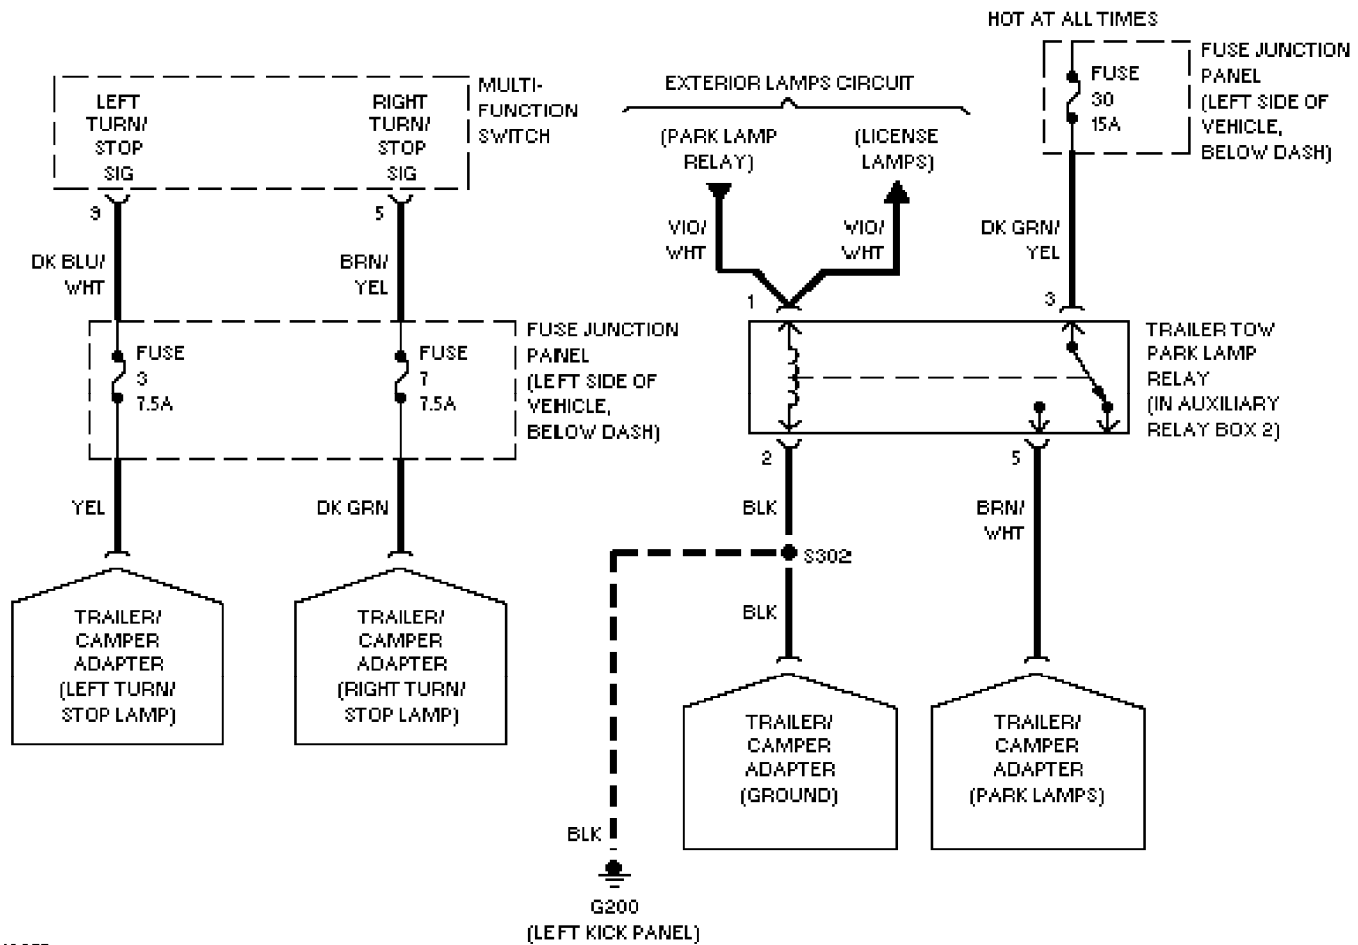 HOT AT ALL TIMES
FUSE
30
15A
FUSE JUNCTION
PANEL
(LEFT SIDE OF
VEHICLE,
BELOW DASH)
LEFT
TURN/
STOP
SIG
RIGHT
TURN/
STOP
SIG
MULTI-
FUNCTION
SWITCH
EXTERIOR LAMPS CIRCUIT
(PARK LAMP
RELAY)
(LICENSE
LAMPS)
9
5
DK BLU/
WHT
BRN/
YEL
VIO/
WHT
VIO/
WHT
DK GRN/
YEL
1
3
FUSE
3
7.5A
FUSE
7
7.5A
FUSE JUNCTION
PANEL
(LEFT SIDE OF
VEHICLE,
BELOW DASH)
TRAILER TOW
PARK LAMP
RELAY
(IN AUXILIARY
RELAY BOX 2)
2
5
YEL
DK GRN
BLK
BRN/
WHT
S302
BLK
TRAILER/
CAMPER
ADAPTER
(LEFT TURN/
STOP LAMP)
TRAILER/
CAMPER
ADAPTER
(RIGHT TURN/
STOP LAMP)
TRAILER/
CAMPER
ADAPTER
(GROUND)
TRAILER/
CAMPER
ADAPTER
(PARK LAMPS)
BLK
G200
(LEFT KICK PANEL)